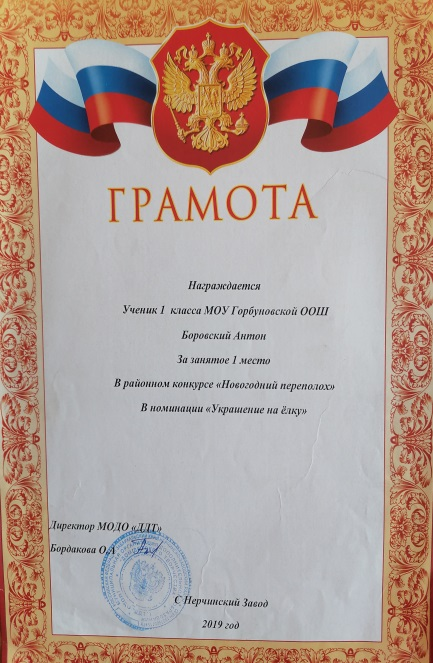 ГРАМОТА
Награждается
Ученик 1 класса МОУ Горбуновской ООШ
Боровский Антон
За занятое 1 место
В районном конкурсе «Новогодний переполох»
В номинации «Украшение на ёлку»
Директор МОДО «ДДТ»
Бордакова О.А
С Нерчинский Завод
2019 год